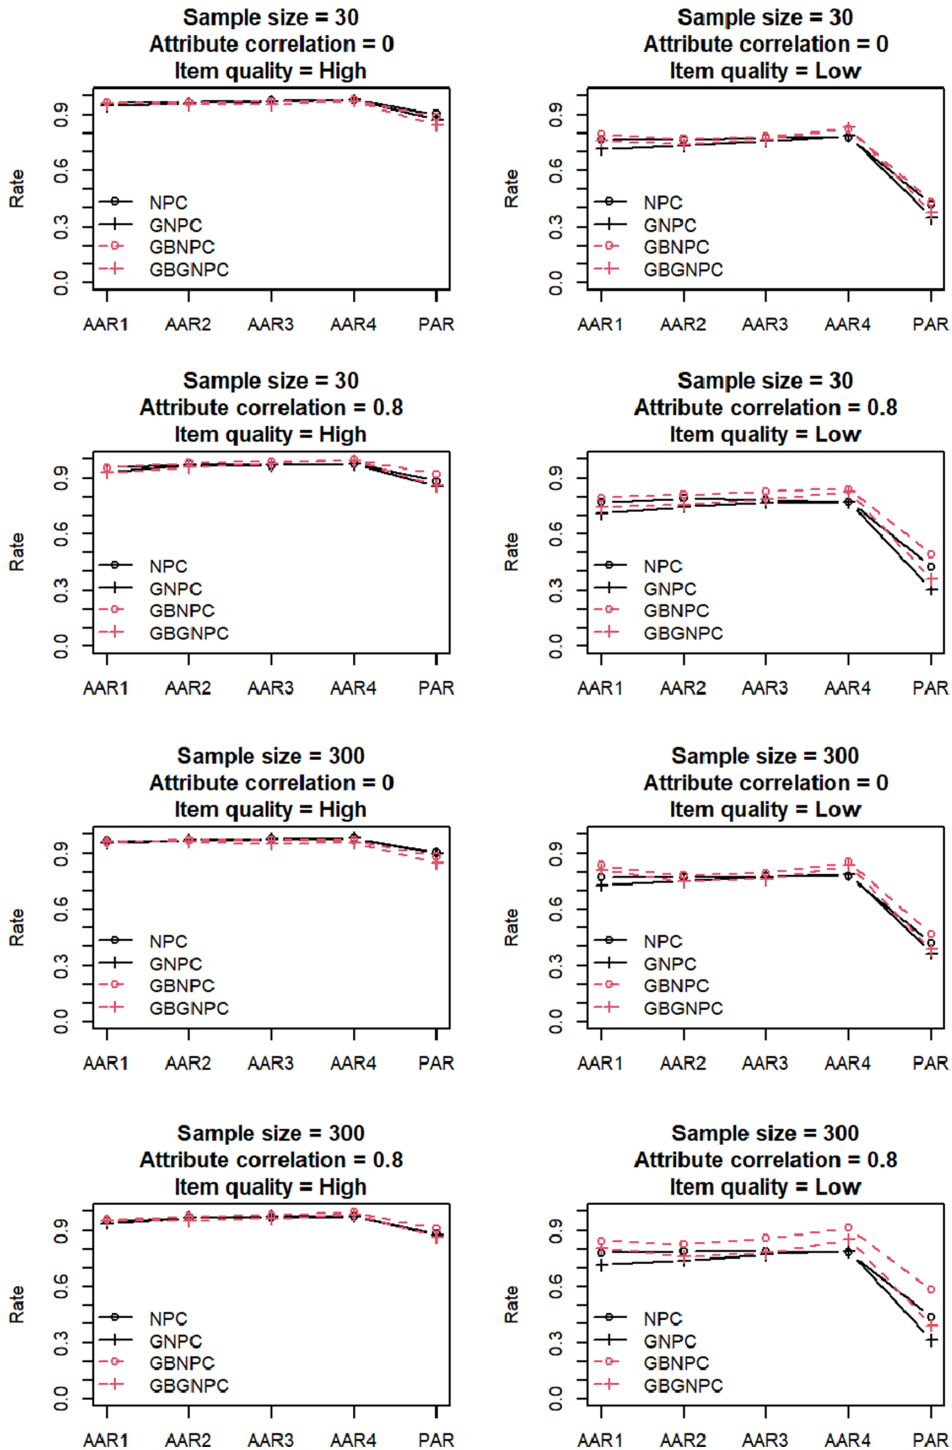 Sample size = 30
Attribute correlation = 0
Item quality = High
Rate
0.9
0.6
0.3
0.0
NPC
GNPC
GBNPC
GBGNPC
AAR1 AAR2 AAR3 AAR4 PAR
Sample size = 30
Attribute correlation = 0
Item quality = Low
Rate
0.9
0.6
0.3
0.0
NPC
GNPC
GBNPC
GBGNPC
AAR1 AAR2 AAR3 AAR4 PAR
Sample size = 30
Attribute correlation = 0.8
Item quality = High
Rate
0.9
0.6
0.3
0.0
NPC
GNPC
GBNPC
GBGNPC
AAR1 AAR2 AAR3 AAR4 PAR
Sample size = 30
Attribute correlation = 0.8
Item quality = Low
Rate
0.9
0.6
0.3
0.0
NPC
GNPC
GBNPC
GBGNPC
AAR1 AAR2 AAR3 AAR4 PAR
Sample size = 300
Attribute correlation = 0
Item quality = High
Rate
0.9
0.6
0.3
0.0
NPC
GNPC
GBNPC
GBGNPC
AAR1 AAR2 AAR3 AAR4 PAR
Sample size = 300
Attribute correlation = 0
Item quality = Low
Rate
0.9
0.6
0.3
0.0
NPC
GNPC
GBNPC
GBGNPC
AAR1 AAR2 AAR3 AAR4 PAR
Sample size = 300
Attribute correlation = 0.8
Item quality = High
Rate
0.9
0.6
0.3
0.0
NPC
GNPC
GBNPC
GBGNPC
AAR1 AAR2 AAR3 AAR4 PAR
Sample size = 300
Attribute correlation = 0.8
Item quality = Low
Rate
0.9
0.6
0.3
0.0
NPC
GNPC
GBNPC
GBGNPC
AAR1 AAR2 AAR3 AAR4 PAR